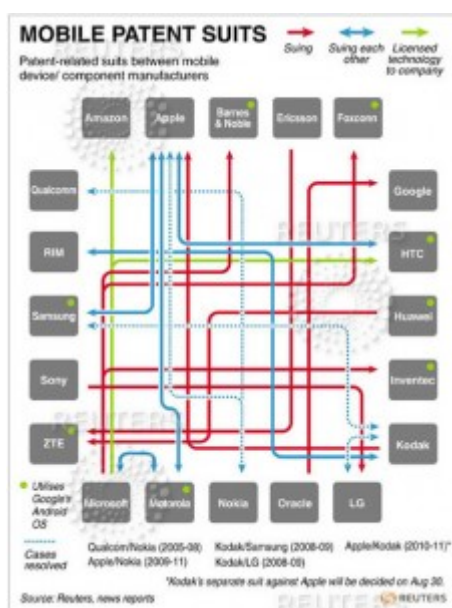 MOBILE PATENT SUITS
Suing
Suing each other
Licensed technology to company
Patent-related suits between mobile
device/ component manufacturers
REUTERS
Amazon
Apple
Barnes & Noble
Ericsson
Foxconn
Qualcomm
Google
REUTERS
RIM
HTC
Samsung
Huawei
Sony
Inventec
ZTE
Kodak
REUTERS
Microsoft
Motorola
Nokia
Oracle
LG
Utilises
Google's
Android
OS
Cases
resolved
Qualcom/Nokia (2005-08)
Apple/Nokia (2009-11)
Kodak/Samsung (2008-09)
Kodak/LG (2008-09)
Apple/Kodak (2010-11)*
*Kodak's separate suit against Apple will be decided on Aug 30.
Source: Reuters, news reports
REUTERS